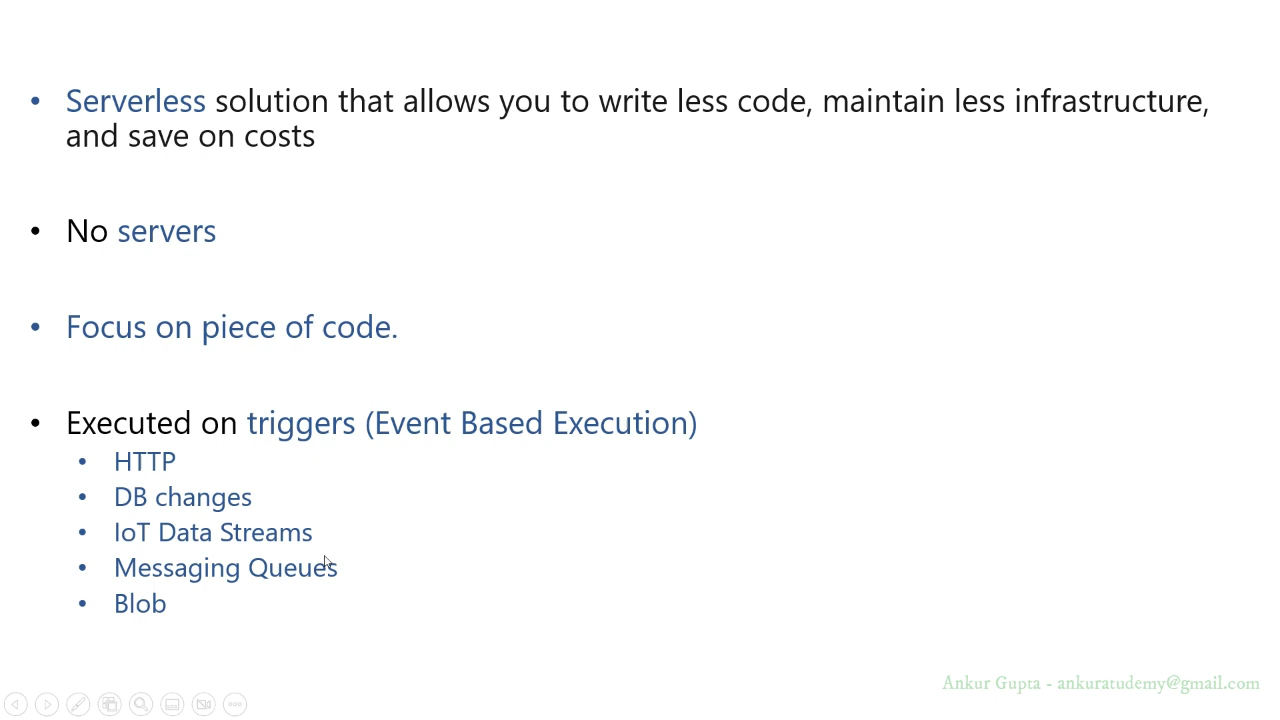 • Serverless solution that allows you to write less code, maintain less infrastructure,
and save on costs
• No servers
• Focus on piece of code.
• Executed on triggers (Event Based Execution)
• HTTP
• DB changes
• IoT Data Streams
• Messaging Queues
• Blob
Ankur Gupta - ankuratudemy@gmail.com